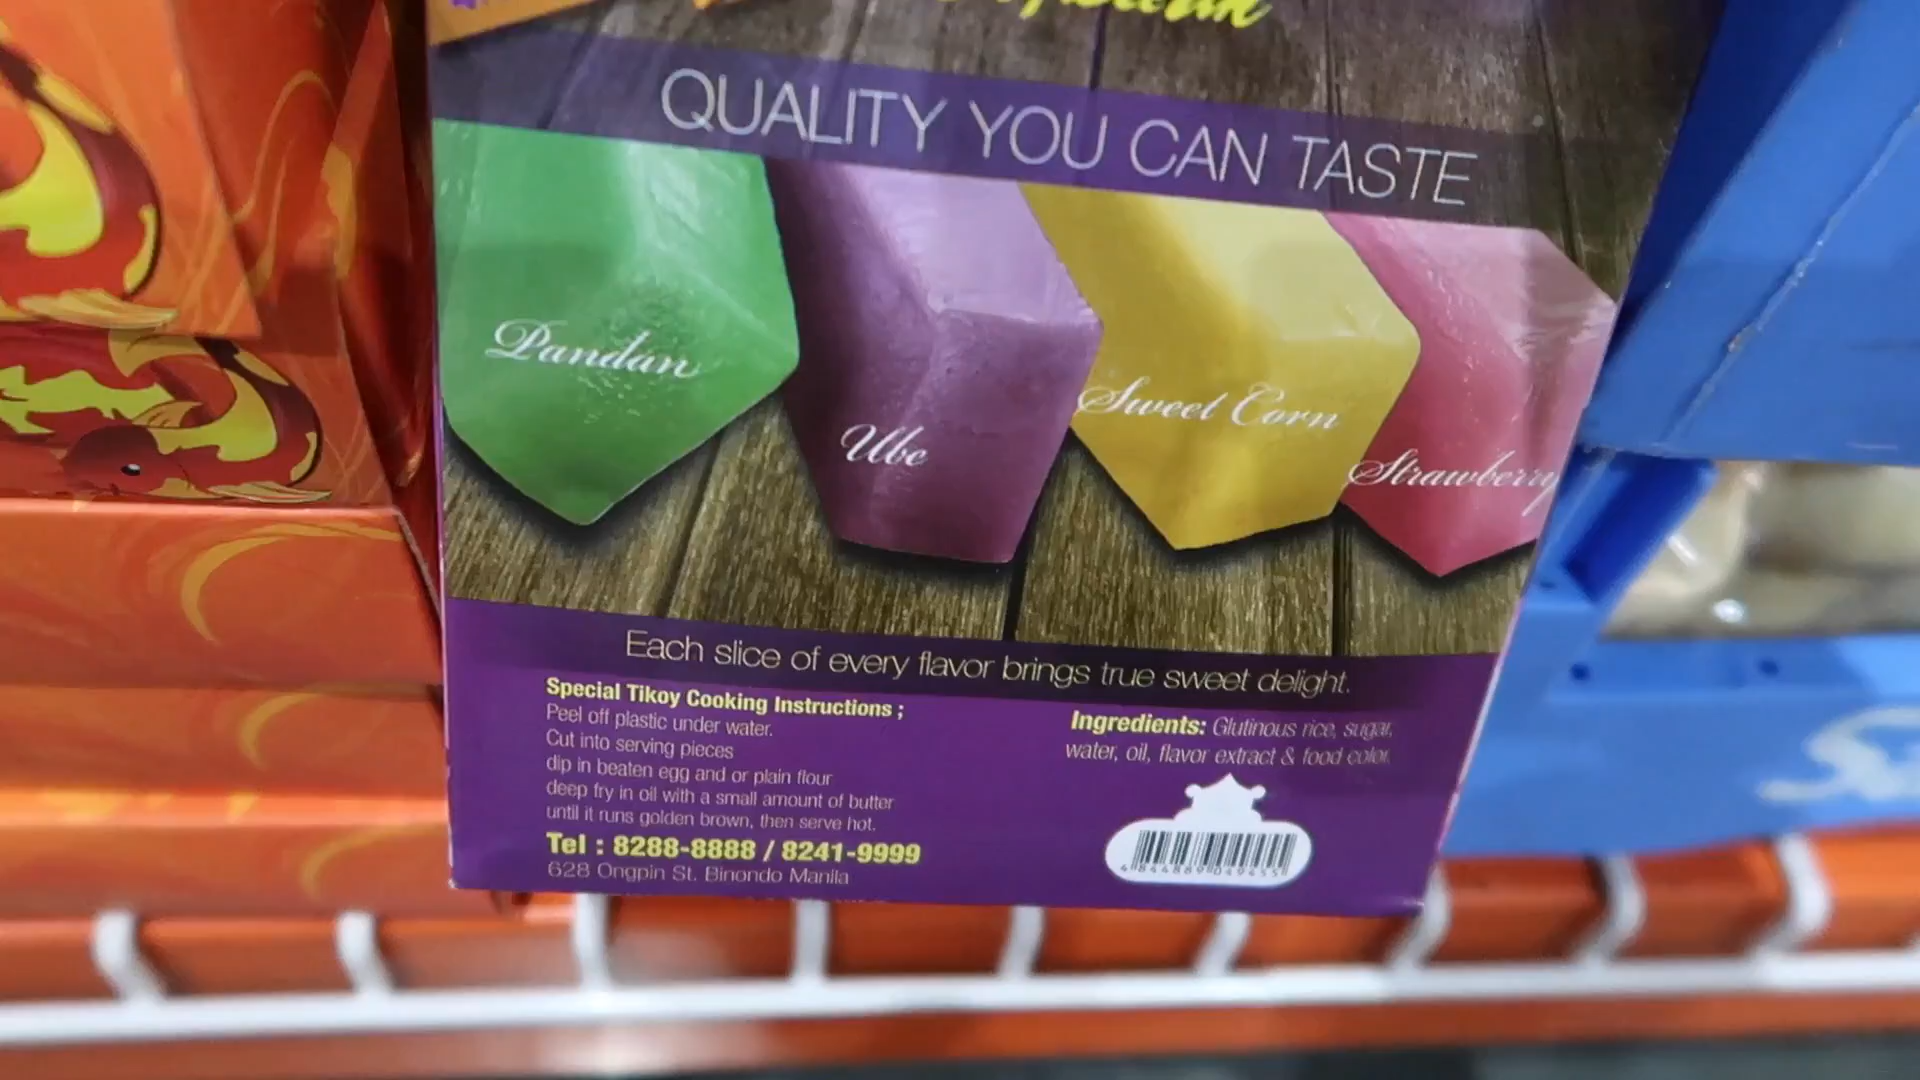 QUALITY YOU CAN TASTE
Pandan
Ube
Sweet Corn
Strawberry
Each slice of every flavor brings true sweet delight.
Special Tikoy Cooking Instructions ;
Peel off plastic under water.
Cut into serving pieces
dip in beaten egg and or plain flour
deep fry in oil with a small amount of butter
until it runs golden brown, then serve hot.
Tel : 8288-8888 / 8241-9999
628 Ongpin St. Binondo Manila
Ingredients: Glutinous rice, sugar,
water, oil, flavor extract & food color.
4 844889 049455